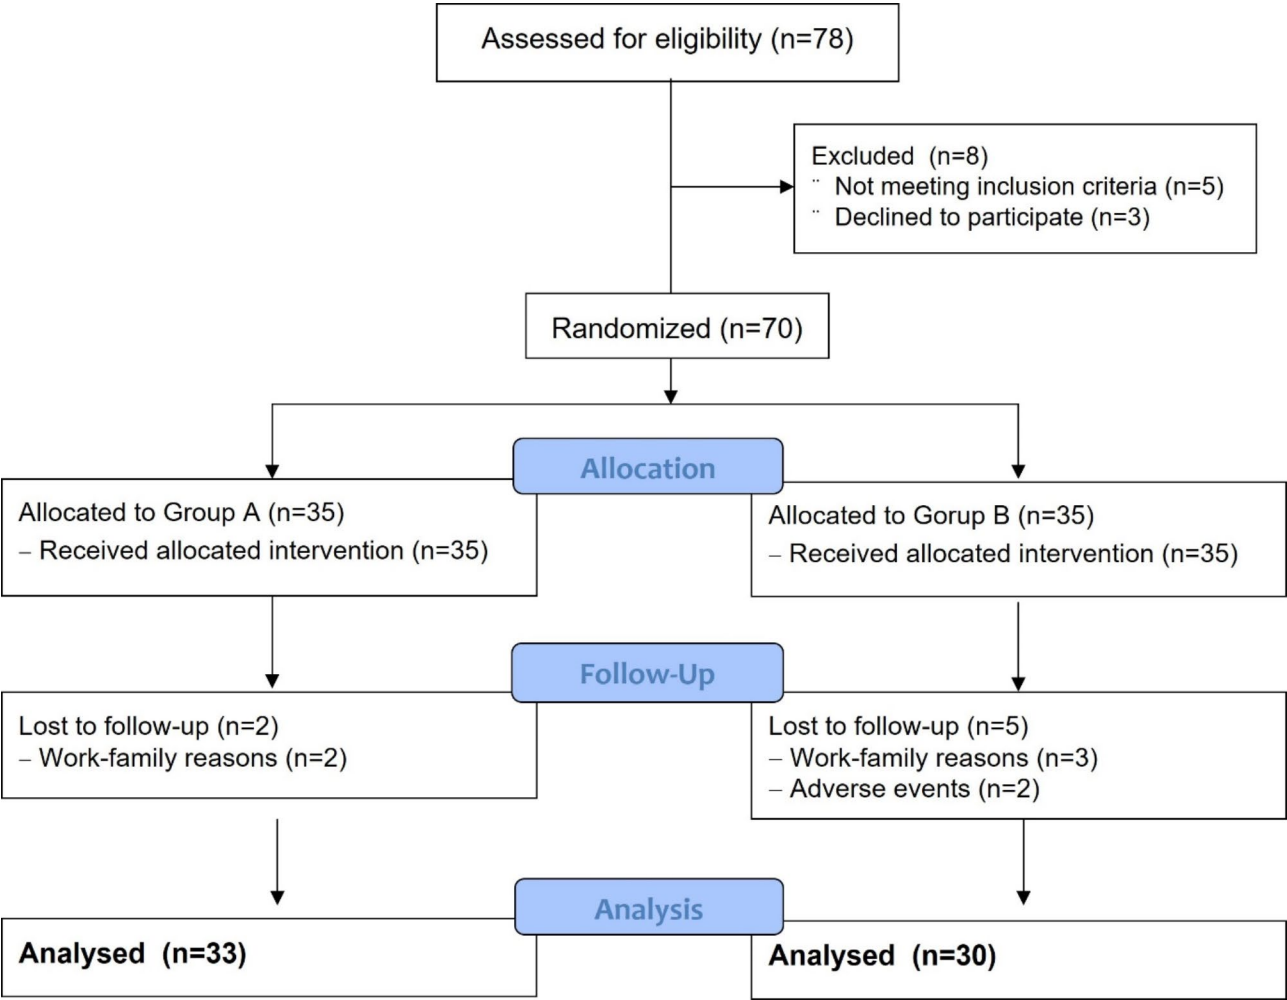 Assessed for eligibility (n=78)
Excluded  (n=8)
¨ Not meeting inclusion criteria (n=5)
¨ Declined to participate (n=3)
Randomized (n=70)
Allocation
Allocated to Group A (n=35)
– Received allocated intervention (n=35)
Allocated to Gorup B (n=35)
– Received allocated intervention (n=35)
Follow-Up
Lost to follow-up (n=2)
– Work-family reasons (n=2)
Lost to follow-up (n=5)
– Work-family reasons (n=3)
– Adverse events (n=2)
Analysis
Analysed  (n=33)
Analysed  (n=30)